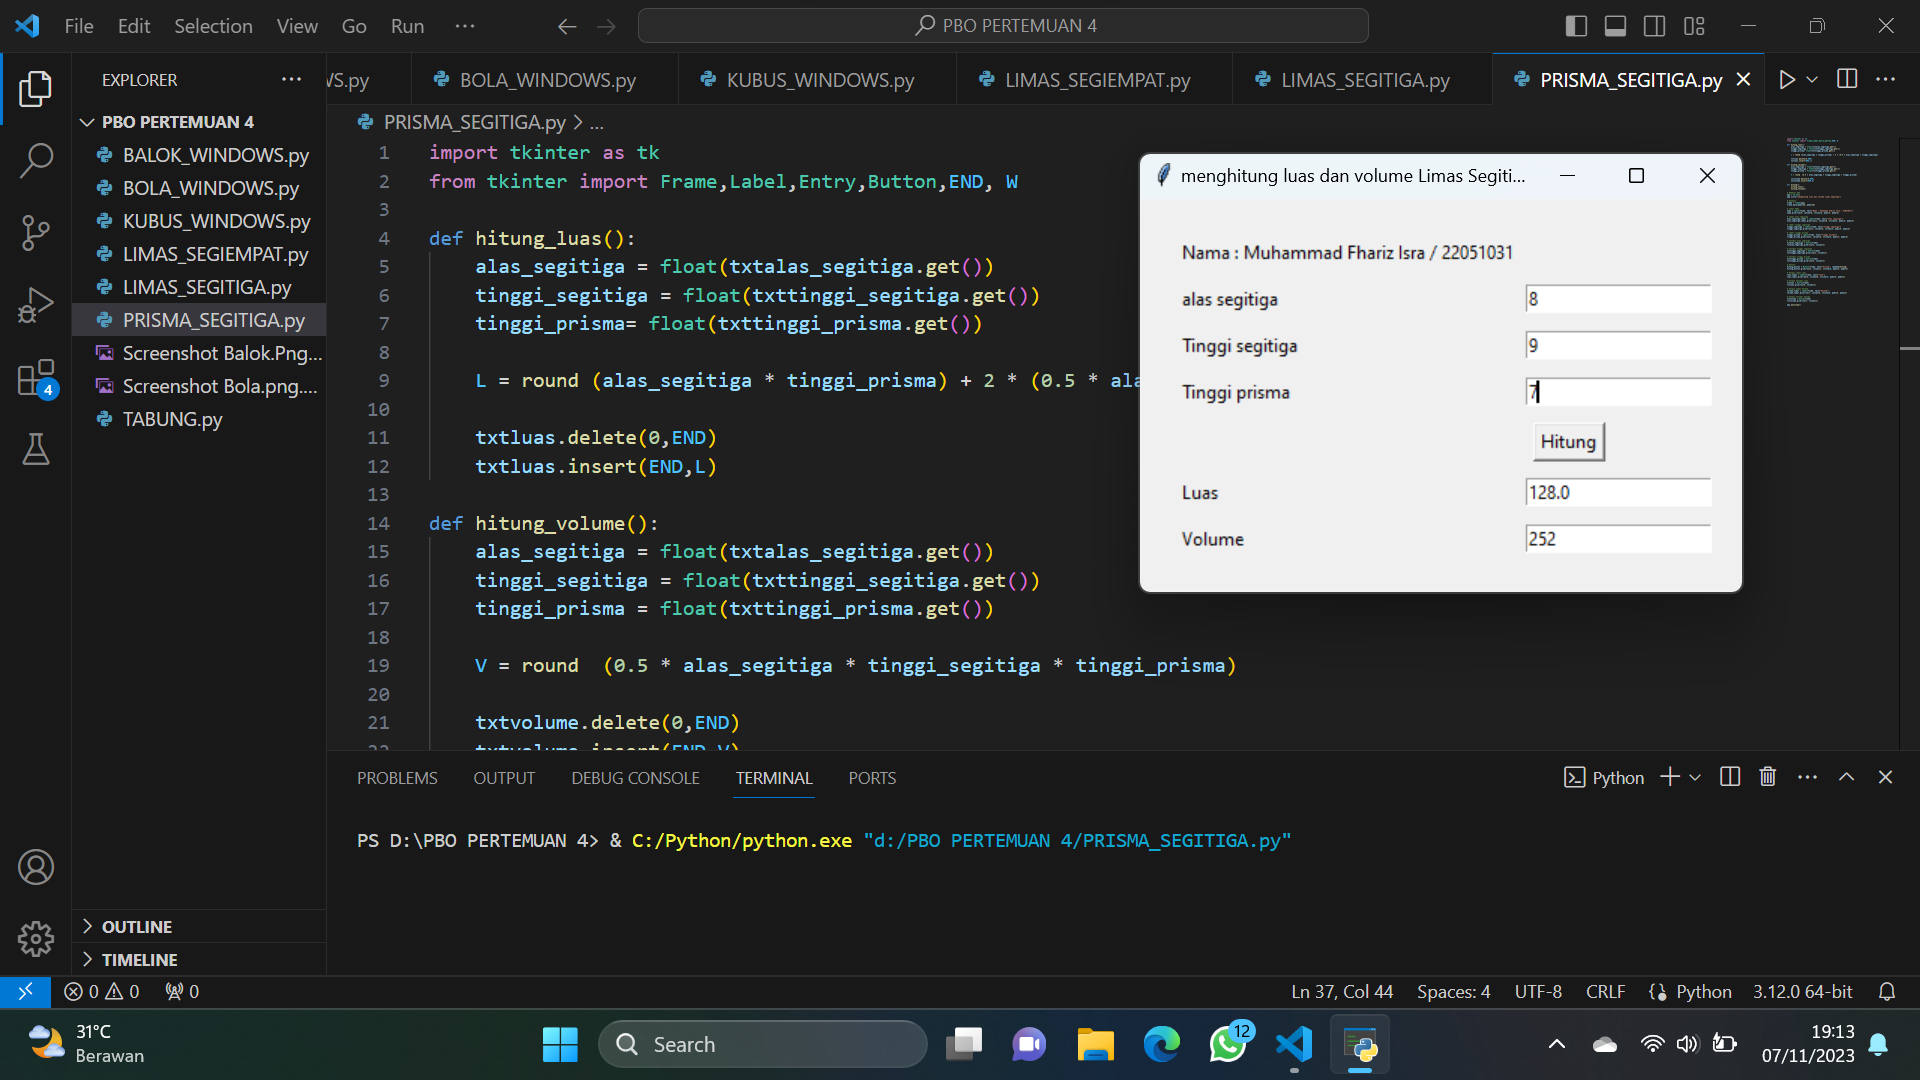 File Edit Selection View Go Run ···
PBO PERTEMUAN 4
EXPLORER
WS.py BOLA_WINDOWS.py KUBUS_WINDOWS.py LIMAS_SEGIEMPAT.py LIMAS_SEGITIGA.py PRISMA_SEGITIGA.py
PBO PERTEMUAN 4
BALOK_WINDOWS.py
BOLA_WINDOWS.py
KUBUS_WINDOWS.py
LIMAS_SEGIEMPAT.py
LIMAS_SEGITIGA.py
PRISMA_SEGITIGA.py
Screenshot Balok.Png...
Screenshot Bola.png....
TABUNG.py
4
OUTLINE
TIMELINE
PRISMA_SEGITIGA.py > ...
1 import tkinter as tk
2 from tkinter import Frame,Label,Entry,Button,END, W
3
4 def hitung_luas():
5 alas_segitiga = float(txtalas_segitiga.get())
6 tinggi_segitiga = float(txttinggi_segitiga.get())
7 tinggi_prisma= float(txttinggi_prisma.get())
8
9 L = round (alas_segitiga * tinggi_prisma) + 2 * (0.5 * ala
10
11 txtluas.delete(0,END)
12 txtluas.insert(END,L)
13
14 def hitung_volume():
15 alas_segitiga = float(txtalas_segitiga.get())
16 tinggi_segitiga = float(txttinggi_segitiga.get())
17 tinggi_prisma = float(txttinggi_prisma.get())
18
19 V = round (0.5 * alas_segitiga * tinggi_segitiga * tinggi_prisma)
20
21 txtvolume.delete(0,END)
22 txtvolume.insert(END,V)
menghitung luas dan volume Limas Segiti...
Nama : Muhammad Fhariz Isra / 22051031
alas segitiga 8
Tinggi segitiga 9
Tinggi prisma 7
Hitung
Luas 128.0
Volume 252
PROBLEMS OUTPUT DEBUG CONSOLE TERMINAL PORTS
Python
PS D:\PBO PERTEMUAN 4> & C:/Python/python.exe "d:/PBO PERTEMUAN 4/PRISMA_SEGITIGA.py"
0 0 0
Ln 37, Col 44 Spaces: 4 UTF-8 CRLF Python 3.12.0 64-bit
31°C
Berawan
Search
12
19:13
07/11/2023